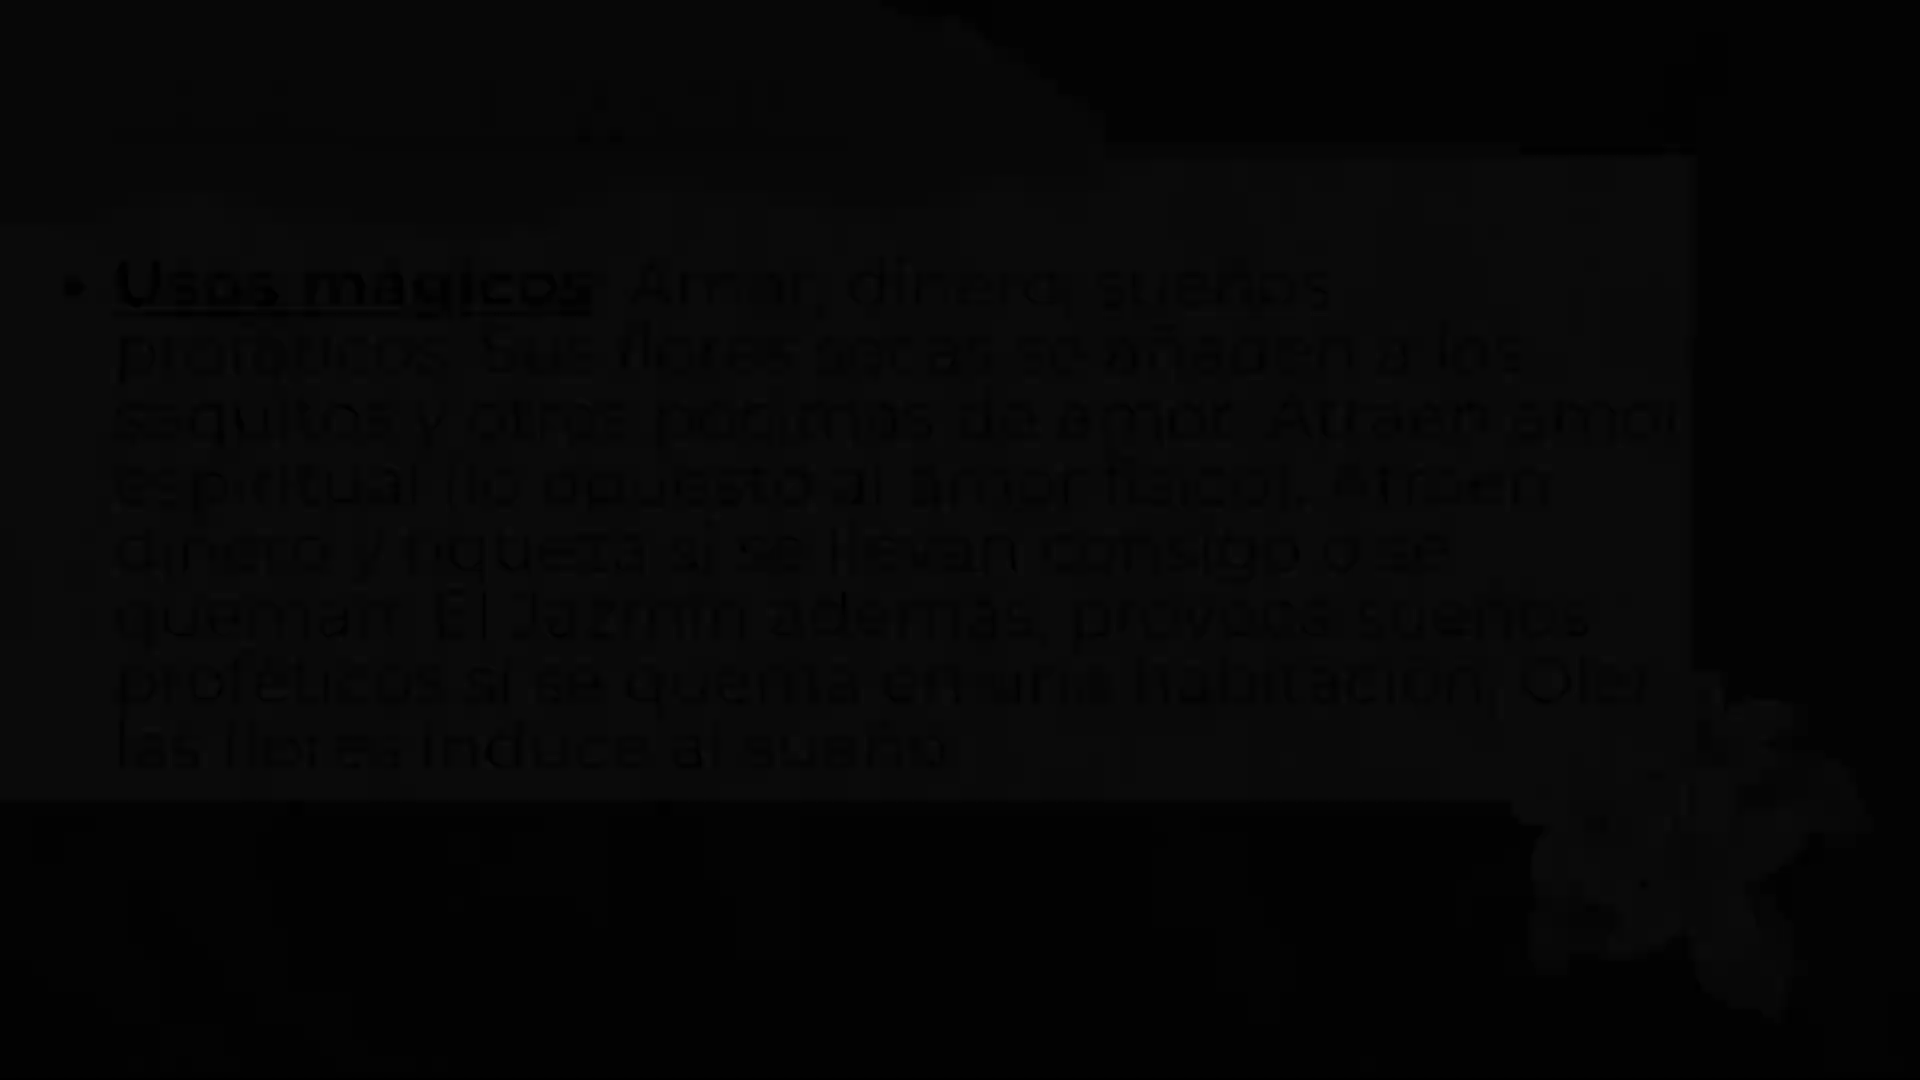 • Usos mágicos: Amor, dinero, sueños
proféticos. Sus flores secas se añaden a los
saquitos y otras pócimas de amor. Atraen amor
espiritual (lo opuesto al amor físico). Atraen
dinero y riqueza si se llevan consigo o se
queman. El Jazmín además, provoca sueños
proféticos si se quema en una habitación. Oler
las flores induce al sueño.